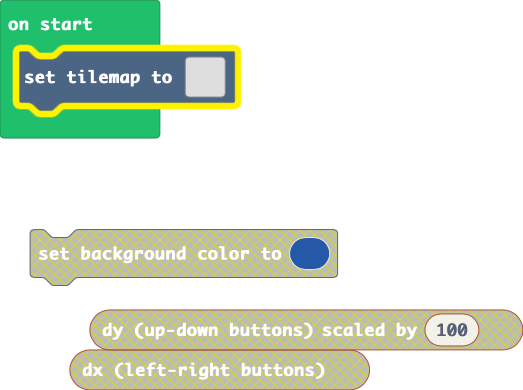 on start
set tilemap to
set background color to
dy (up-down buttons) scaled by 100
dx (left-right buttons)